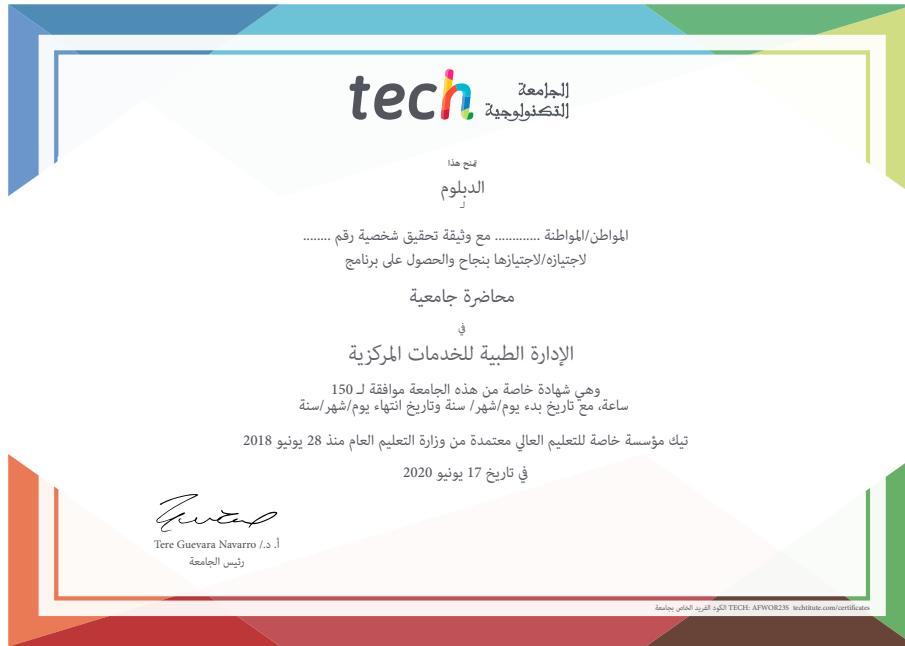 tech الجامعة
التكنولوجية
يمنح هذا
الدبلوم
لـ
المواطن/المواطنة ............. مع وثيقة تحقيق شخصية رقم ........
لاجتيازه/لاجتيازها بنجاح والحصول على برنامج
محاضرة جامعية
في
الإدارة الطبية للخدمات المركزية
وهي شهادة خاصة من هذه الجامعة موافقة لـ 150
ساعة، مع تاريخ بدء يوم/شهر/ سنة وتاريخ انتهاء يوم/شهر/سنة
تيك مؤسسة خاصة للتعليم العالي معتمدة من وزارة التعليم العام منذ 28 يونيو 2018
في تاريخ 17 يونيو 2020
أ. د./ Tere Guevara Navarro
رئيس الجامعة
الكود الفريد الخاص بجامعة TECH: AFWOR23S techtitute.com/certificates